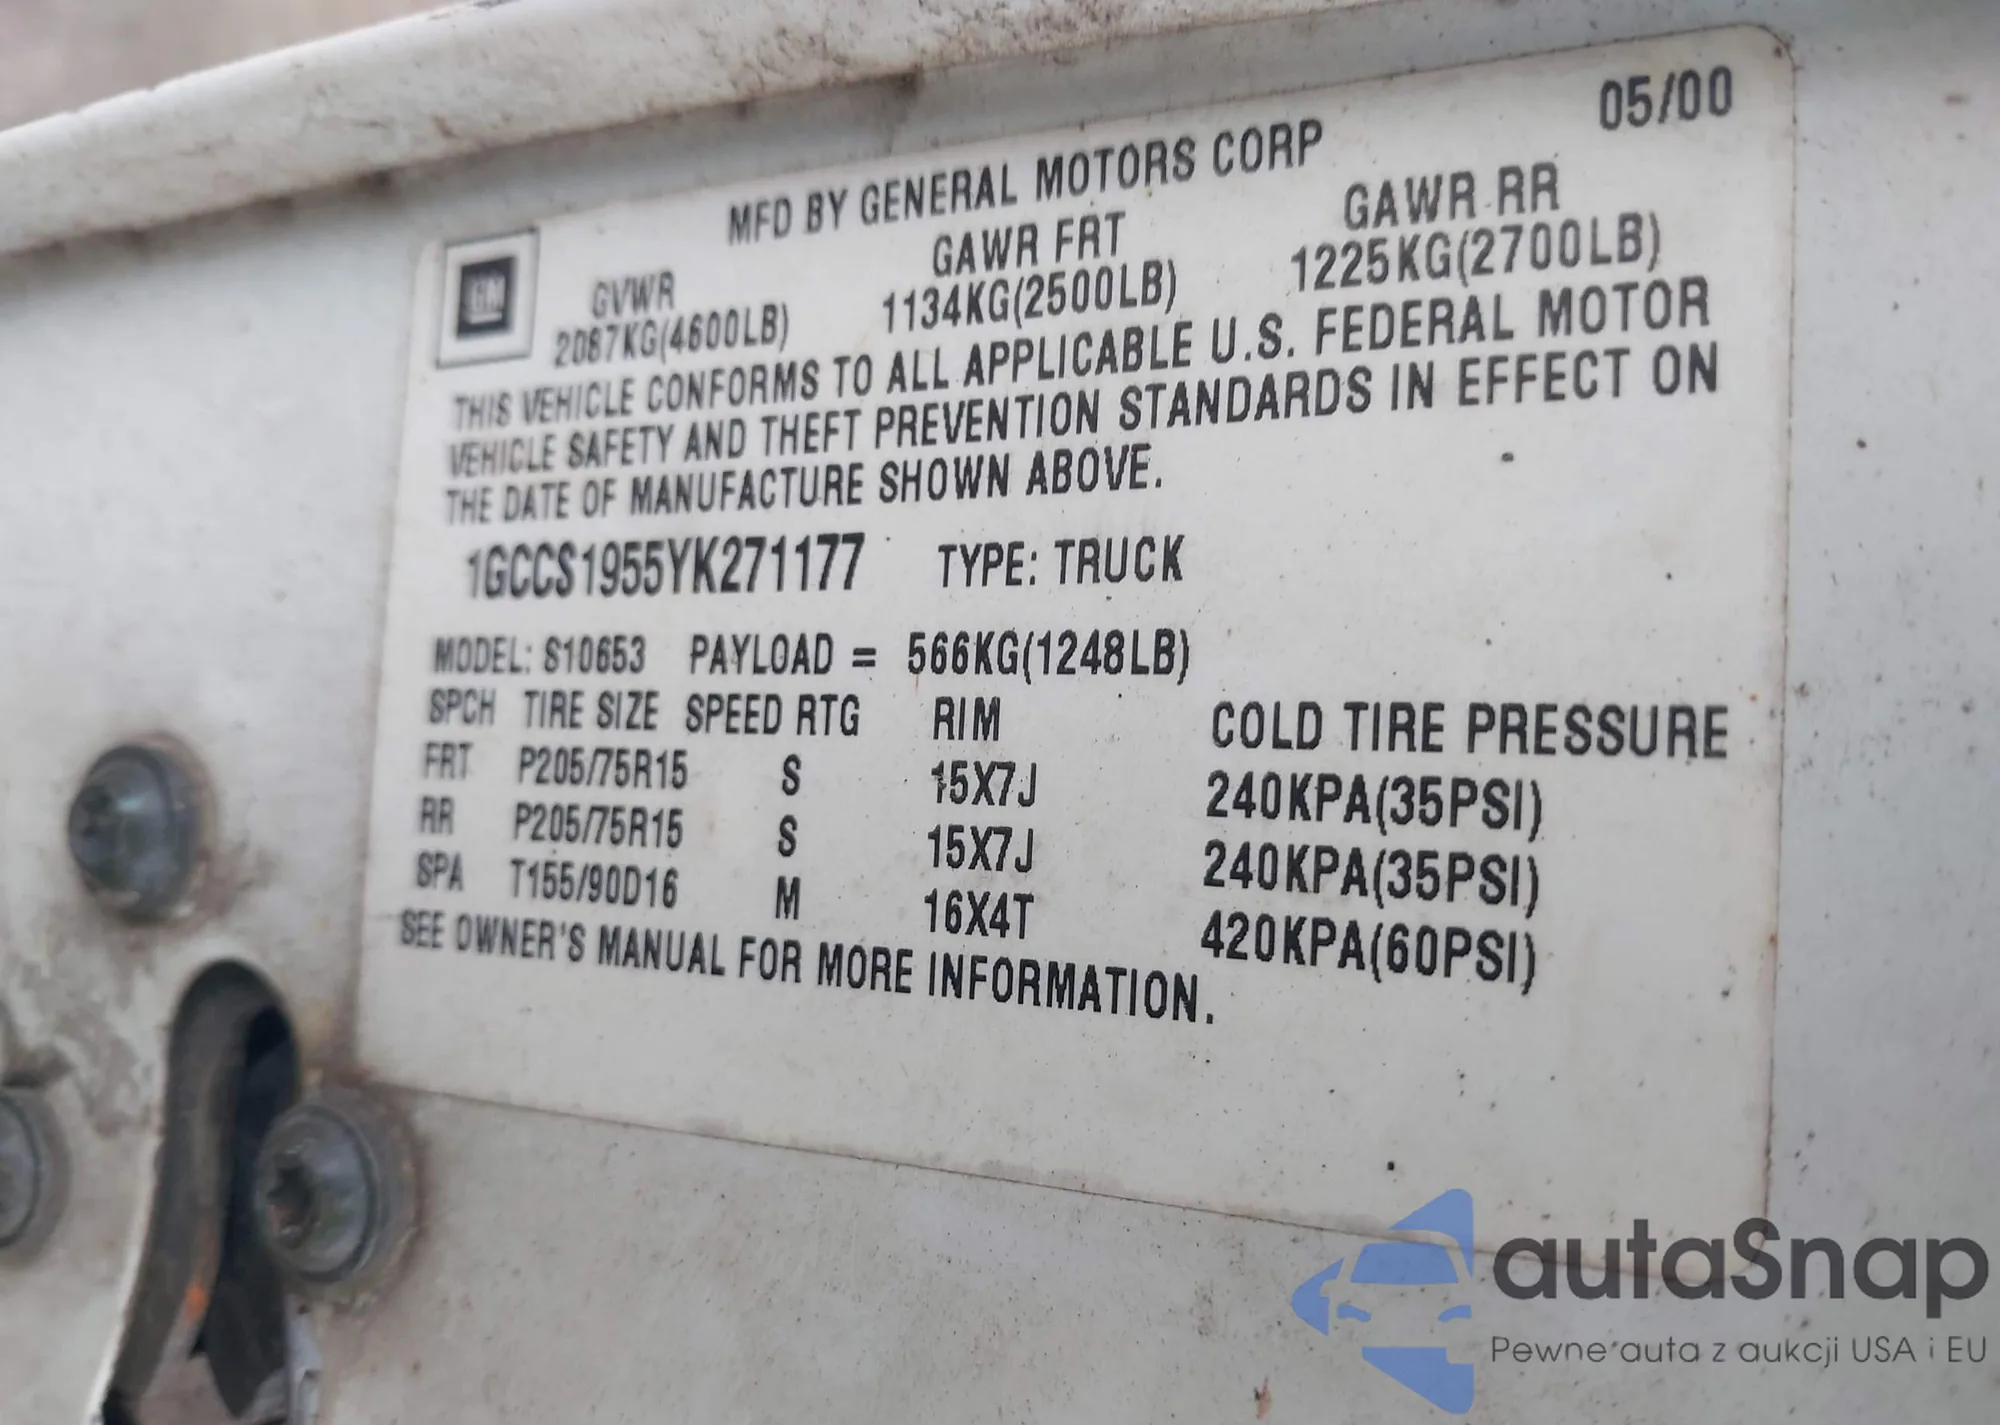 05/00
MFD BY GENERAL MOTORS CORP
GM
GVWR GAWR FRT GAWR RR
2087KG(4600LB) 1134KG(2500LB) 1225KG(2700LB)
THIS VEHICLE CONFORMS TO ALL APPLICABLE U.S. FEDERAL MOTOR
VEHICLE SAFETY AND THEFT PREVENTION STANDARDS IN EFFECT ON
THE DATE OF MANUFACTURE SHOWN ABOVE.
1GCCS1955YK271177 TYPE: TRUCK
MODEL: S10653 PAYLOAD = 566KG(1248LB)
SPCH TIRE SIZE SPEED RTG RIM COLD TIRE PRESSURE
FRT P205/75R15 S 15X7J 240KPA(35PSI)
RR P205/75R15 S 15X7J 240KPA(35PSI)
SPA T155/90D16 M 16X4T 420KPA(60PSI)
SEE OWNER'S MANUAL FOR MORE INFORMATION.
autaSnap
Pewne auta z aukcji USA i EU